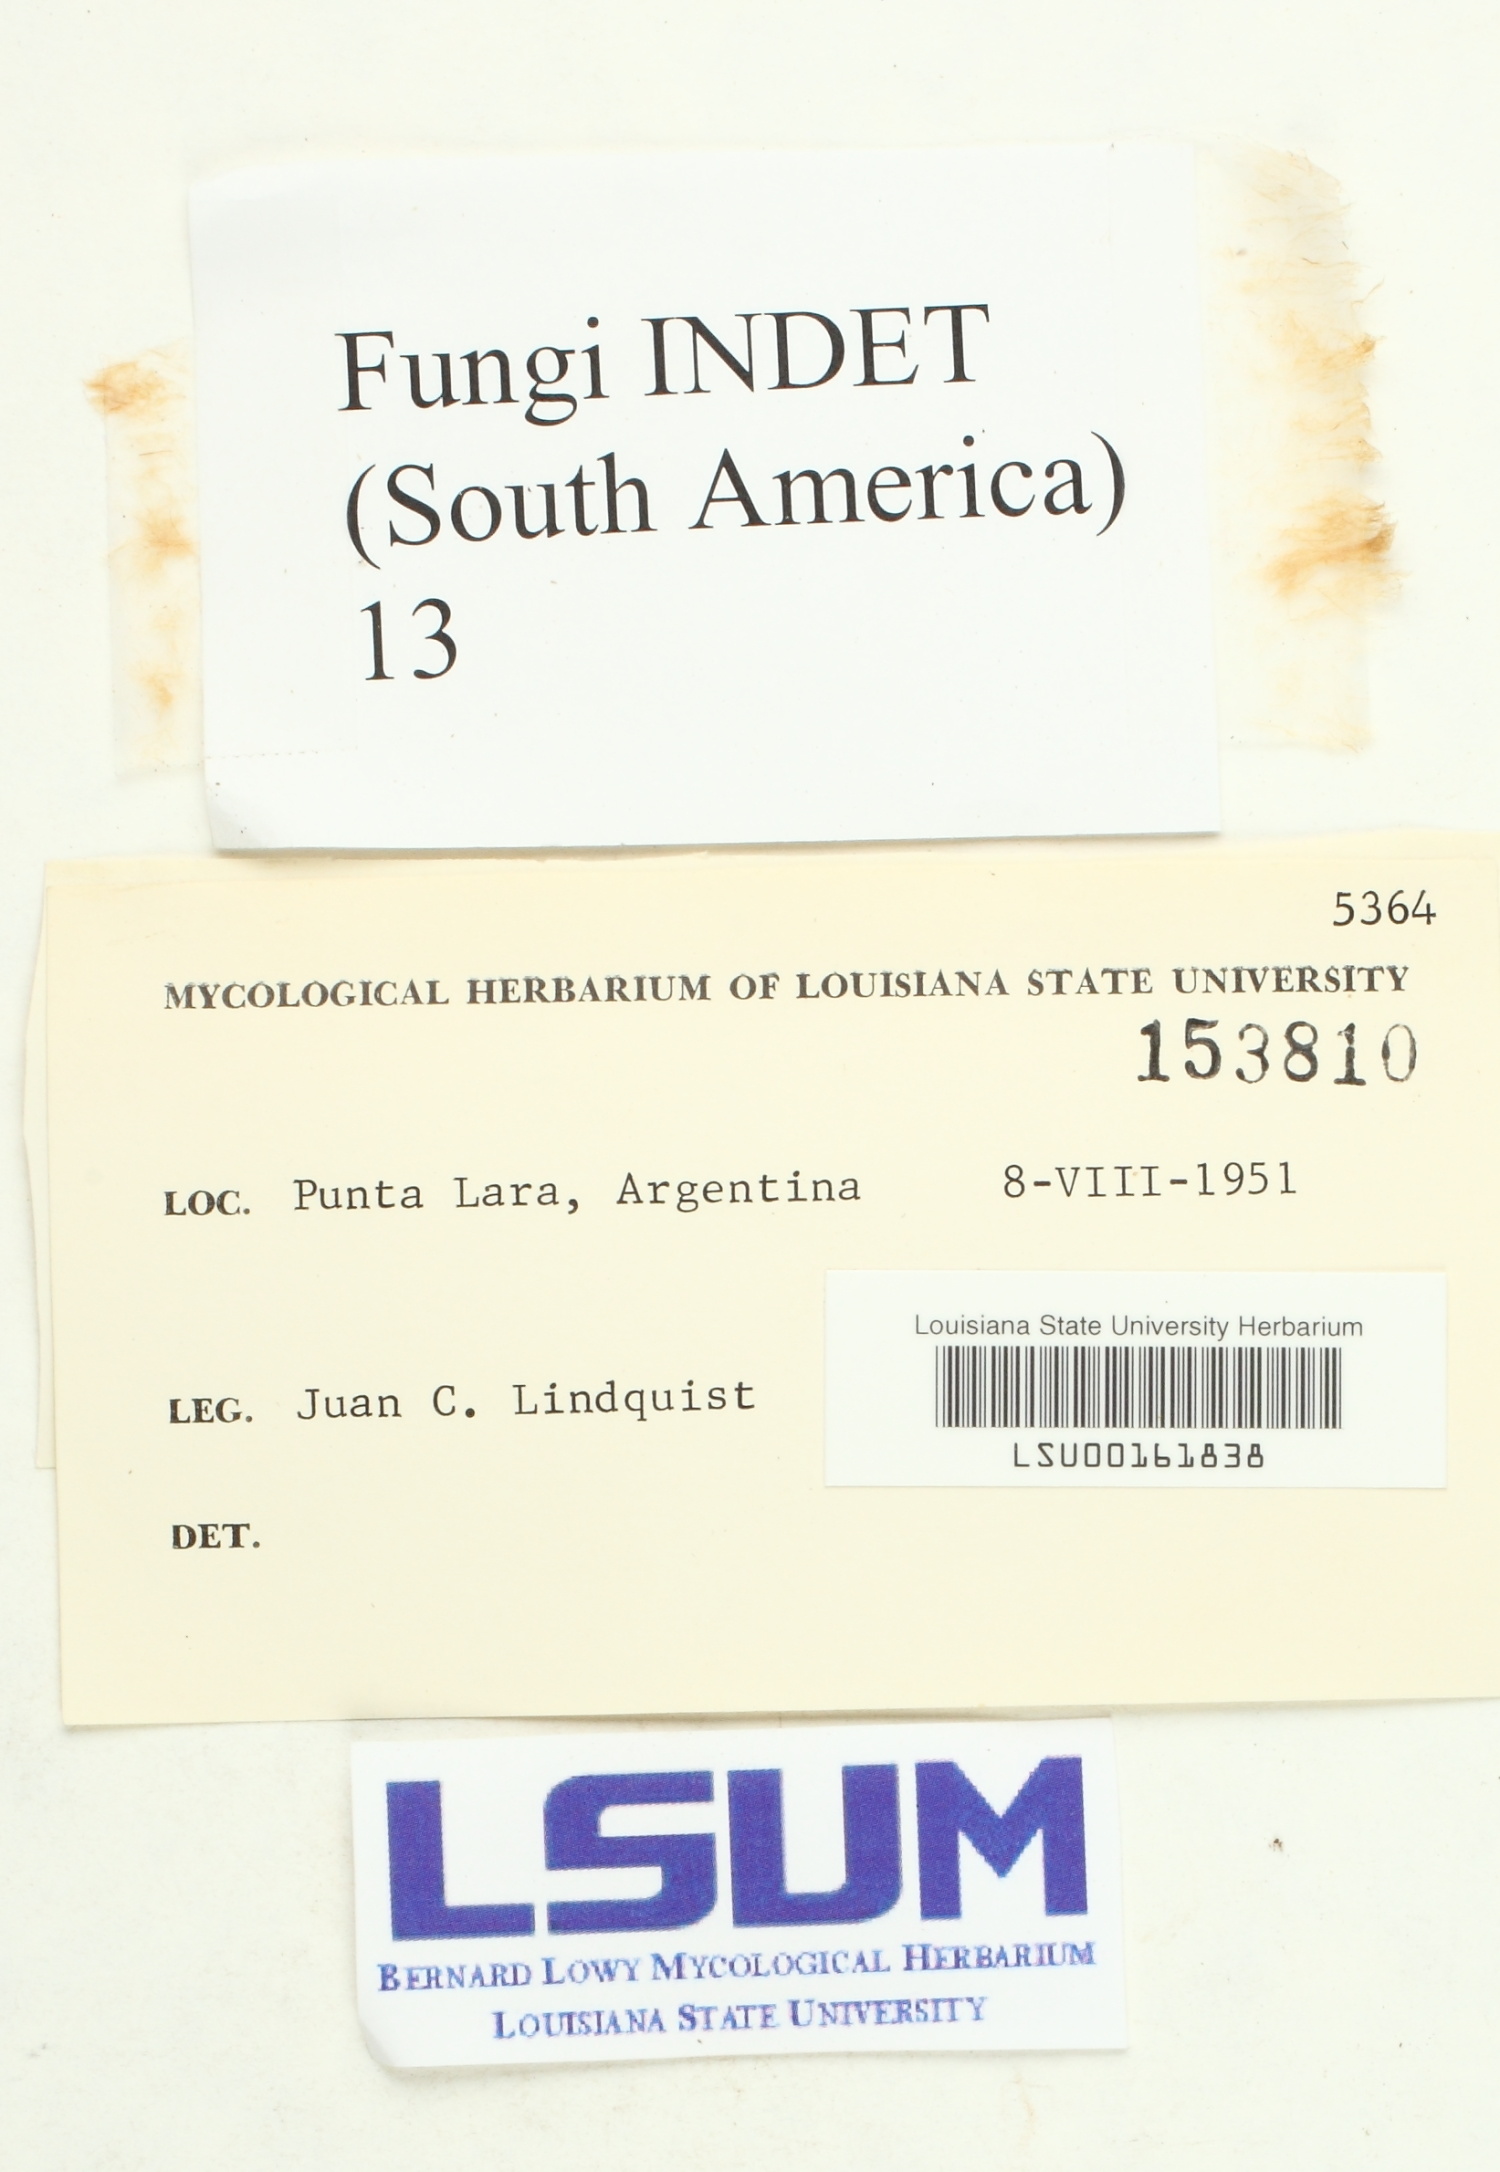 Fungi INDET
(South America)
13
5364
MYCOLOGICAL HERBARIUM OF LOUISIANA STATE UNIVERSITY
153810
LOC. Punta Lara, Argentina 8-VIII-1951
Louisiana State University Herbarium
LSU00161838
LEG. Juan C. Lindquist
DET.
LSUM
BERNARD LOWY MYCOLOGICAL HERBARIUM
LOUISIANA STATE UNIVERSITY